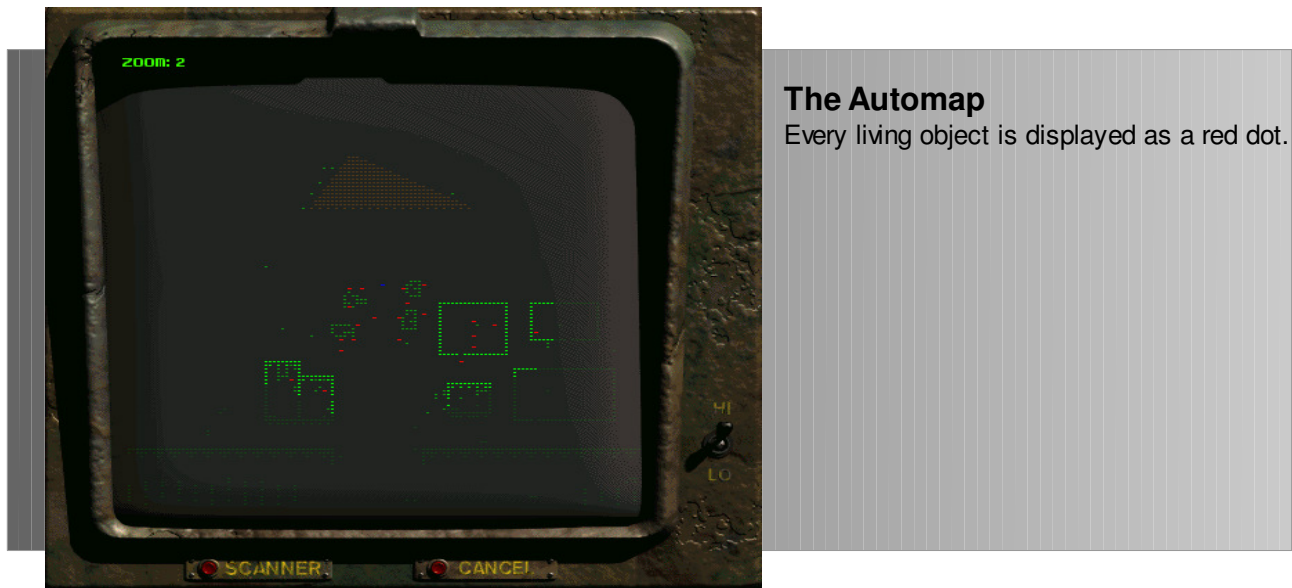 ZOOM: 2
The Automap
Every living object is displayed as a red dot.
HI
LO
SCANNER
CANCEL